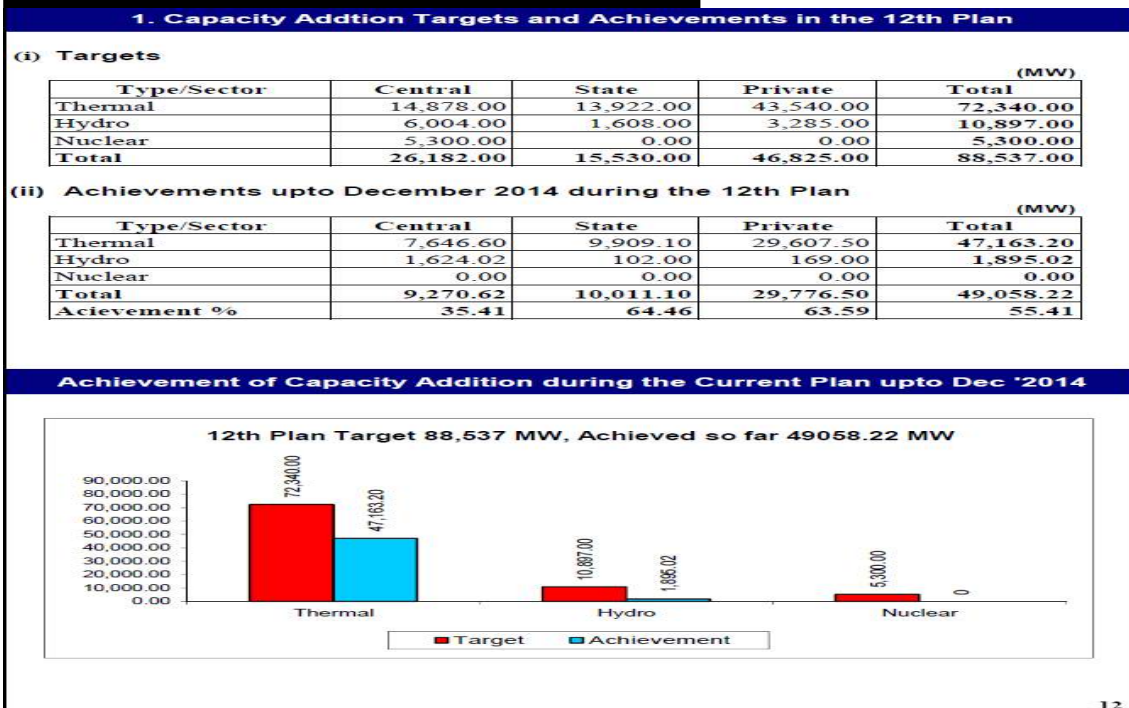 1. Capacity Addtion Targets and Achievements in the 12th Plan
(i) Targets
(MW)
Type/Sector Central State Private Total
Thermal 14,878.00 13,922.00 43,540.00 72,340.00
Hydro 6,004.00 1,608.00 3,285.00 10,897.00
Nuclear 5,300.00 0.00 0.00 5,300.00
Total 26,182.00 15,530.00 46,825.00 88,537.00
(ii) Achievements upto December 2014 during the 12th Plan
(MW)
Type/Sector Central State Private Total
Thermal 7,646.60 9,909.10 29,607.50 47,163.20
Hydro 1,624.02 102.00 169.00 1,895.02
Nuclear 0.00 0.00 0.00 0.00
Total 9,270.62 10,011.10 29,776.50 49,058.22
Acievement % 35.41 64.46 63.59 55.41
Achievement of Capacity Addition during the Current Plan upto Dec '2014
12th Plan Target 88,537 MW, Achieved so far 49058.22 MW
90,000.00
80,000.00
70,000.00
60,000.00
50,000.00
40,000.00
30,000.00
20,000.00
10,000.00
0.00
72,340.00
47,163.20
10,897.00
1,895.02
5,300.00
0
Thermal Hydro Nuclear
Target Achievement
12